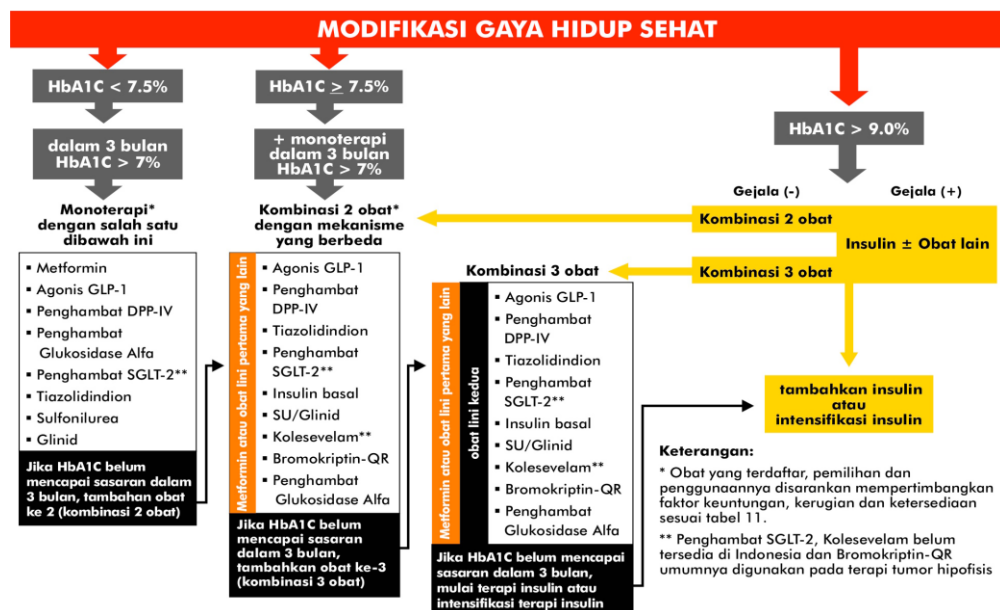 MODIFIKASI GAYA HIDUP SEHAT
HbA1C < 7.5%
dalam 3 bulan
HbA1C > 7%
Monoterapi*
dengan salah satu
dibawah ini
▪ Metformin
▪ Agonis GLP-1
▪ Penghambat DPP-IV
▪ Penghambat
Glukosidase Alfa
▪ Penghambat SGLT-2**
▪ Tiazolidindion
▪ Sulfonilurea
▪ Glinid
Jika HbA1C belum
mencapai sasaran dalam
3 bulan, tambahan obat
ke 2 (kombinasi 2 obat)
HbA1C ≥ 7.5%
+ monoterapi
dalam 3 bulan
HbA1C > 7%
Kombinasi 2 obat*
dengan mekanisme
yang berbeda
Metformin atau obat lini pertama yang lain
▪ Agonis GLP-1
▪ Penghambat
DPP-IV
▪ Tiazolidindion
▪ Penghambat
SGLT-2**
▪ Insulin basal
▪ SU/Glinid
▪ Kolesevelam**
▪ Bromokriptin-QR
▪ Penghambat
Glukosidase Alfa
Jika HbA1C belum
mencapai sasaran
dalam 3 bulan,
tambahkan obat ke-3
(kombinasi 3 obat)
Kombinasi 3 obat
Metformin atau obat lini pertama yang lain
obat lini kedua
▪ Agonis GLP-1
▪ Penghambat
DPP-IV
▪ Tiazolidindion
▪ Penghambat
SGLT-2**
▪ Insulin basal
▪ SU/Glinid
▪ Kolesevelam**
▪ Bromokriptin-QR
▪ Penghambat
Glukosidase Alfa
Jika HbA1C belum mencapai
sasaran dalam 3 bulan,
mulai terapi insulin atau
intensifikasi terapi insulin
HbA1C > 9.0%
Gejala (-)
Gejala (+)
Kombinasi 2 obat
Insulin ± Obat lain
Kombinasi 3 obat
tambahkan insulin
atau
intensifikasi insulin
Keterangan:
* Obat yang terdaftar, pemilihan dan
penggunaannya disarankan mempertimbangkan
faktor keuntungan, kerugian dan ketersediaan
sesuai tabel 11.
** Penghambat SGLT-2, Kolesevelam belum
tersedia di Indonesia dan Bromokriptin-QR
umumnya digunakan pada terapi tumor hipofisis